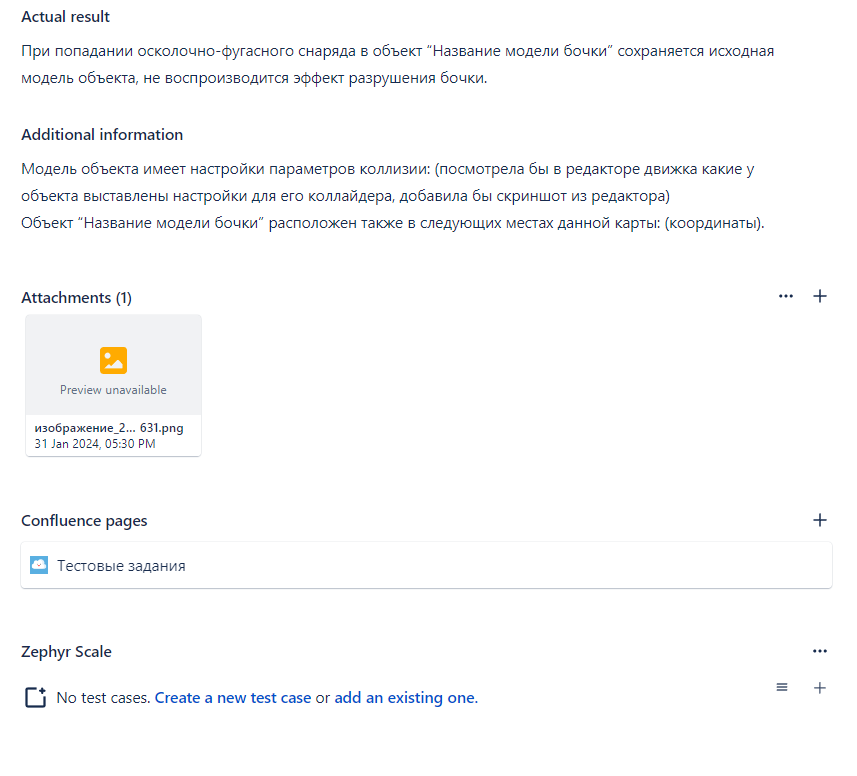 Actual result
При попадании осколочно-фугасного снаряда в объект “Название модели бочки” сохраняется исходная
модель объекта, не воспроизводится эффект разрушения бочки.
Additional information
Модель объекта имеет настройки параметров коллизии: (посмотрела бы в редакторе движка какие у
объекта выставлены настройки для его коллайдера, добавила бы скриншот из редактора)
Объект “Название модели бочки” расположен также в следующих местах данной карты: (координаты).
Attachments (1)
Preview unavailable
изображение_2... 631.png
31 Jan 2024, 05:30 PM
Confluence pages
Тестовые задания
Zephyr Scale
No test cases. Create a new test case or add an existing one.